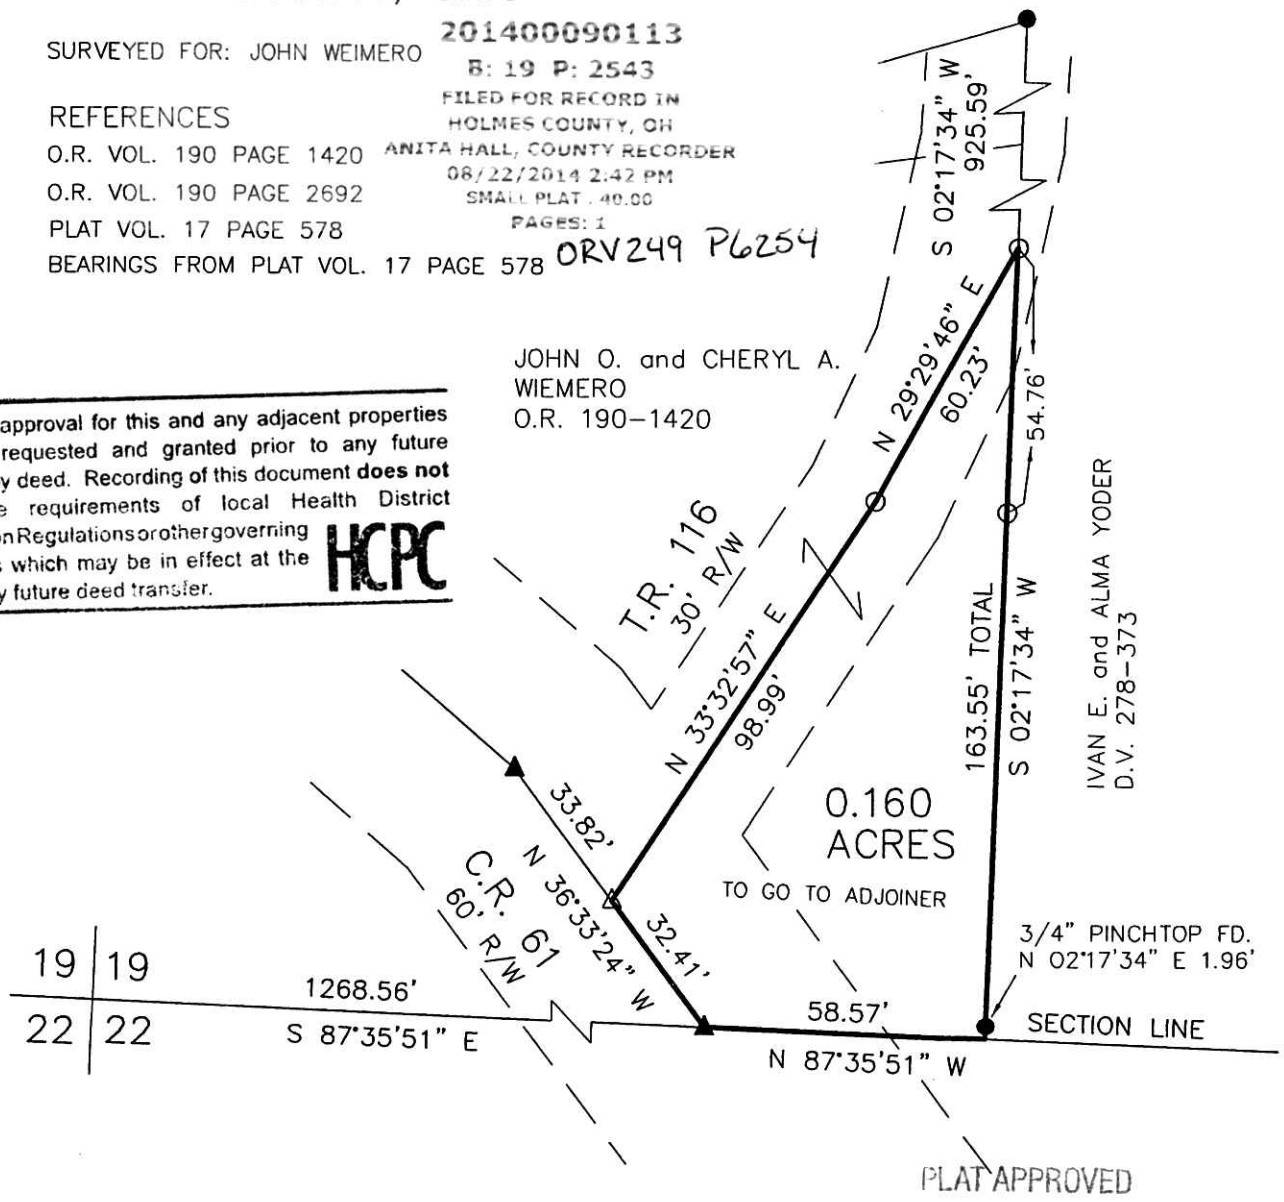 SURVEYED FOR: JOHN WEIMERO
201400090113
B: 19 P: 2543
FILED FOR RECORD IN
HOLMES COUNTY, OH
ANITA HALL, COUNTY RECORDER
08/22/2014 2:42 PM
SMALL PLAT . 40.00
PAGES: 1
ORV249 PG254
REFERENCES
O.R. VOL. 190 PAGE 1420
O.R. VOL. 190 PAGE 2692
PLAT VOL. 17 PAGE 578
BEARINGS FROM PLAT VOL. 17 PAGE 578
approval for this and any adjacent properties
requested and granted prior to any future
y deed. Recording of this document does not
e requirements of local Health District
on Regulations or other governing
s which may be in effect at the
y future deed transfer.
HCPC
JOHN O. and CHERYL A.
WIEMERO
O.R. 190-1420
S 02°17'34" W
925.59'
N 29°29'46" E
60.23'
54.76'
T.R. 116
30' R/W
N 33°32'57" E
98.99'
163.55' TOTAL
S 02°17'34" W
IVAN E. and ALMA YODER
D.V. 278-373
33.82'
N 36°33'24" W
32.41'
C.R. 61
60' R/W
0.160
ACRES
TO GO TO ADJOINER
3/4" PINCHTOP FD.
N 02°17'34" E 1.96'
19 19
22 22
1268.56'
S 87°35'51" E
58.57'
N 87°35'51" W
SECTION LINE
PLAT APPROVED